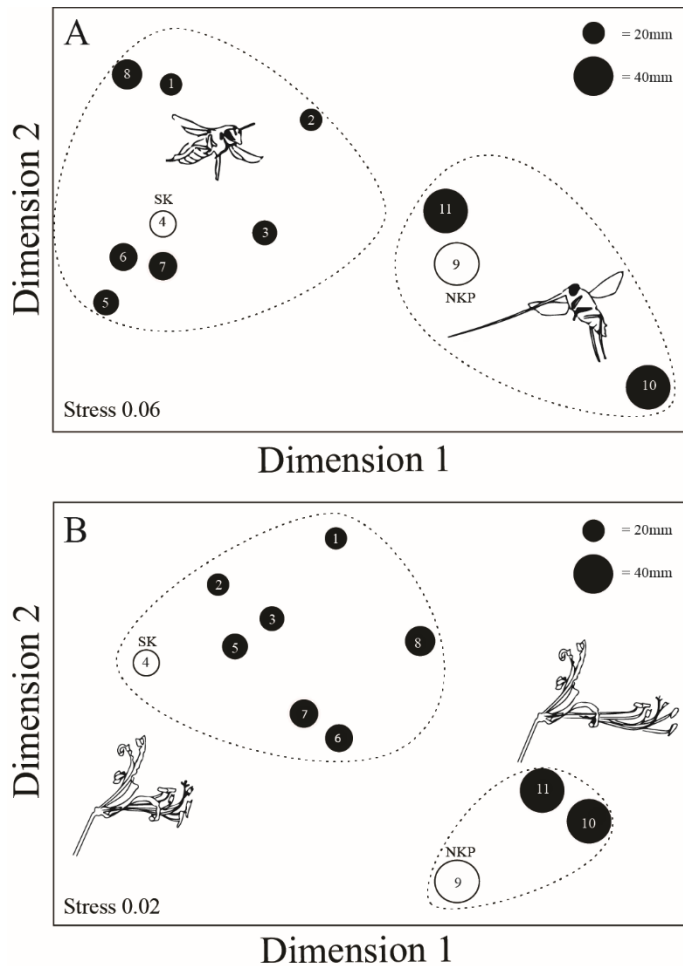 A
= 20mm
= 40mm
8
1
2
SK
4
3
6
7
5
11
9
NKP
10
Stress 0.06
Dimension 2
Dimension 1
B
= 20mm
= 40mm
1
2
3
SK
4
5
8
7
6
11
10
NKP
9
Stress 0.02
Dimension 2
Dimension 1